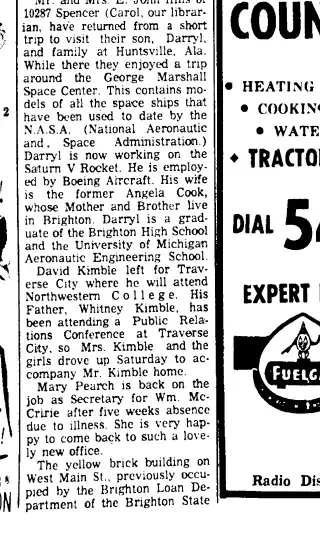 Mr. and Mrs. E. John Hills of
10287 Spencer (Carol, our librar-
ian, have returned from a short
trip to visit their son, Darryl,
and family at Huntsville, Ala.
While there they enjoyed a trip
around the George Marshall
Space Center. This contains mo-
dels of all the space ships that
have been used to date by the
N.A.S.A. (National Aeronautic
and. Space Administration.)
Darryl is now working on the
Saturn V Rocket. He is employ-
ed by Boeing Aircraft. His wife
is the former Angela Cook,
whose Mother and Brother live
in Brighton. Darryl is a grad-
uate of the Brighton High School
and the University of Michigan
Aeronautic Engineering School.
David Kimble left for Trav-
erse City where he will attend
Northwestern College. His
Father, Whitney Kimble, has
been attending a Public Rela-
tions Conference at Traverse
City, so Mrs. Kimble and the
girls drove up Saturday to ac-
company Mr. Kimble home.
Mary Pearch is back on the
job as Secretary for Wm. Mc-
Cririe after five weeks absence
due to illness. She is very hap-
py to come back to such a love-
ly new office.
The yellow brick building on
West Main St., previously occu-
pied by the Brighton Loan De-
partment of the Brighton State
2
ON
COUN
• HEATING
• COOKIN
• WATE
• TRACTO
DIAL 54
EXPERT
FUELGA
Radio Dis